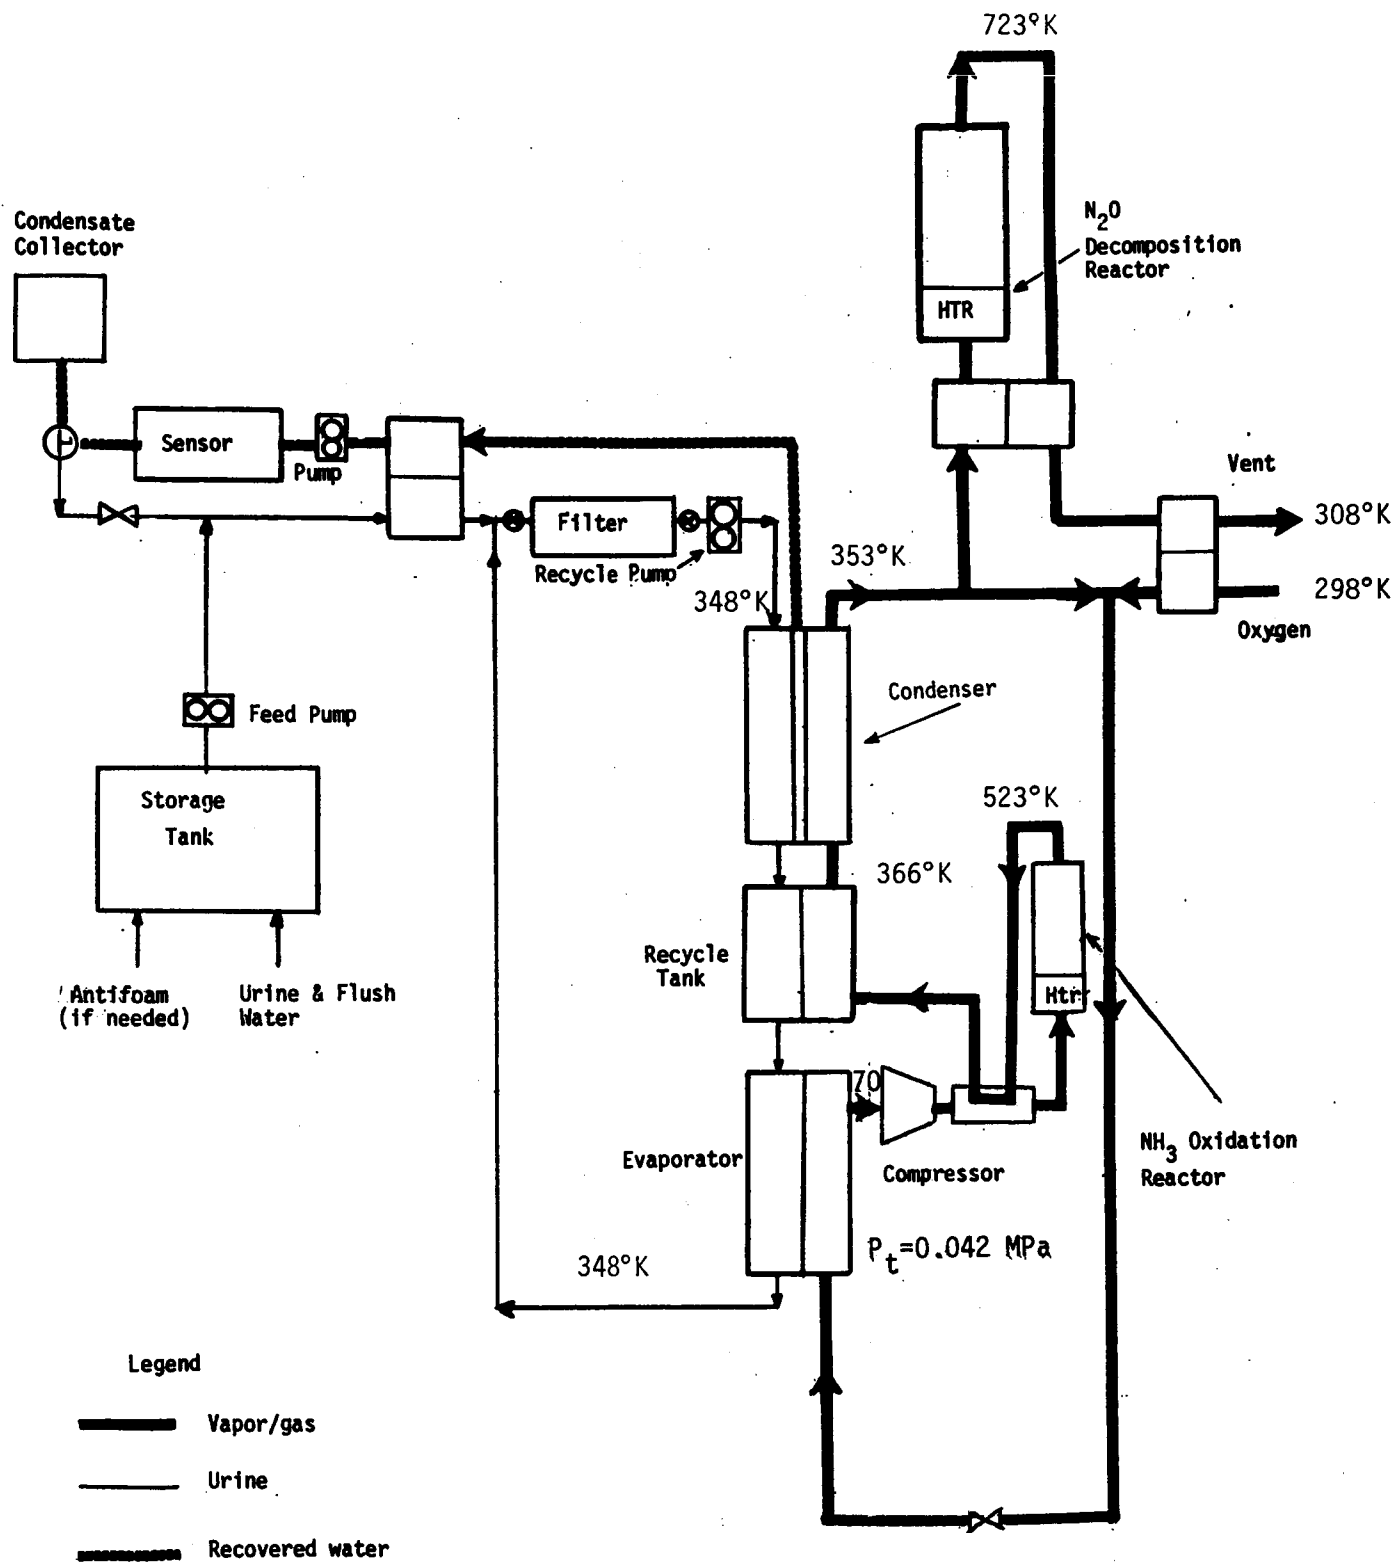 723°K
N2O
Decomposition
Reactor
HTR
Condensate
Collector
Sensor
Pump
Vent
308°K
Filter
Recycle Pump
353°K
348°K
298°K
Oxygen
Condenser
Feed Pump
Storage
Tank
523°K
366°K
Recycle
Tank
Htr
Antifoam
(if needed)
Urine & Flush
Water
70
Evaporator
Compressor
NH3 Oxidation
Reactor
Pt=0.042 MPa
348°K
Legend
Vapor/gas
Urine
Recovered water